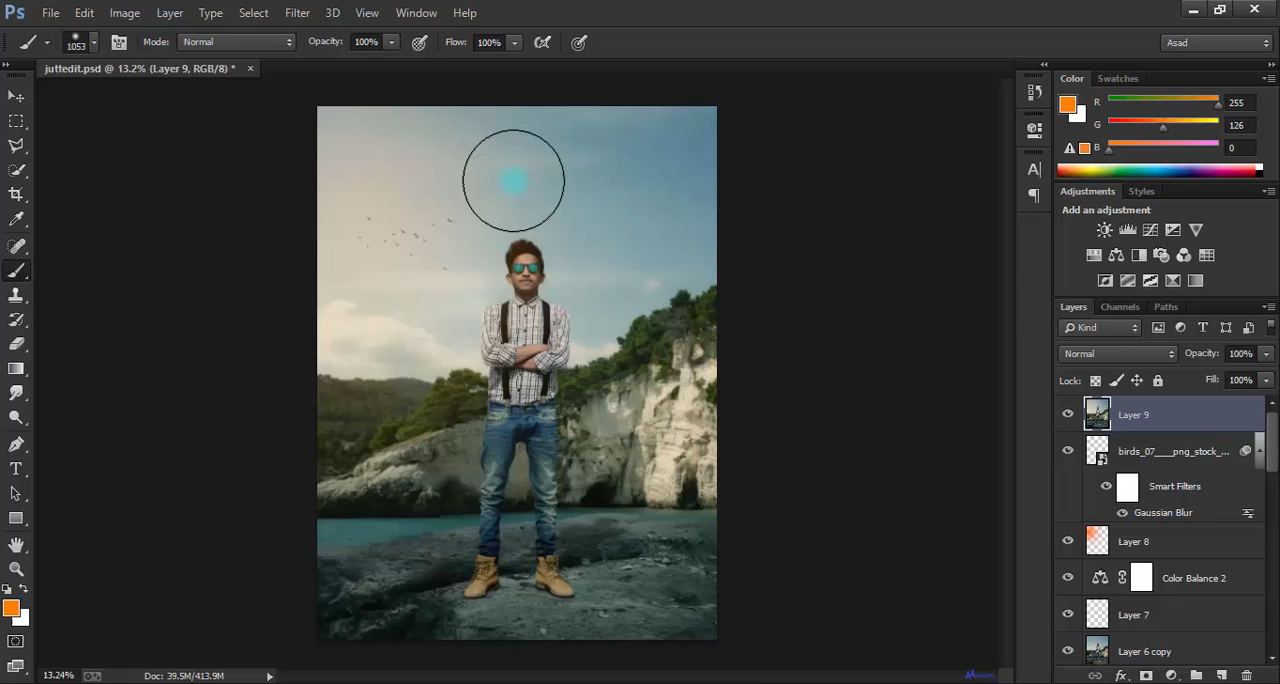 Ps File Edit Image Layer Type Select Filter 3D View Window Help
1053 Mode: Normal Opacity: 100% Flow: 100% Asad
juttedit.psd @ 13.2% (Layer 9, RGB/8) * ×
Color Swatches
R 255
G 126
B 0
Adjustments Styles
Add an adjustment
Layers Channels Paths
Kind
Normal Opacity: 100%
Lock: Fill: 100%
Layer 9
birds_07___png_stock_...
Smart Filters
Gaussian Blur
Layer 8
Color Balance 2
Layer 7
Layer 6 copy
13.24% Doc: 39.5M/413.9M